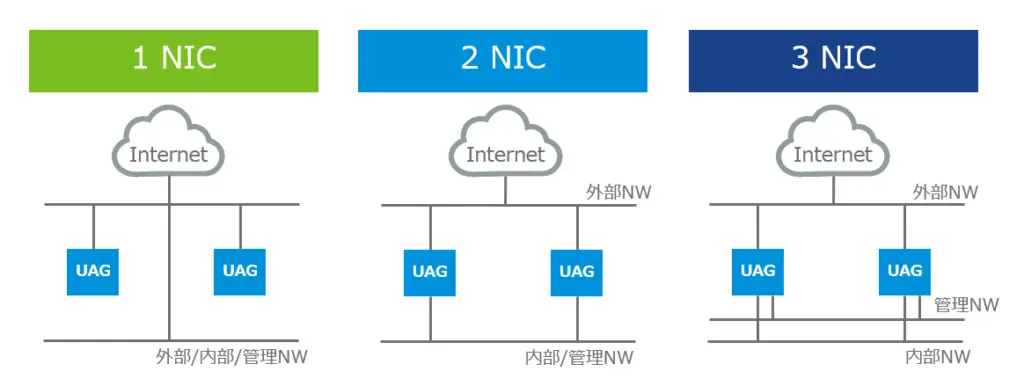 1 NIC
Internet
UAG
UAG
外部/内部/管理NW
2 NIC
Internet
外部NW
UAG
UAG
内部/管理NW
3 NIC
Internet
外部NW
UAG
UAG
管理NW
内部NW